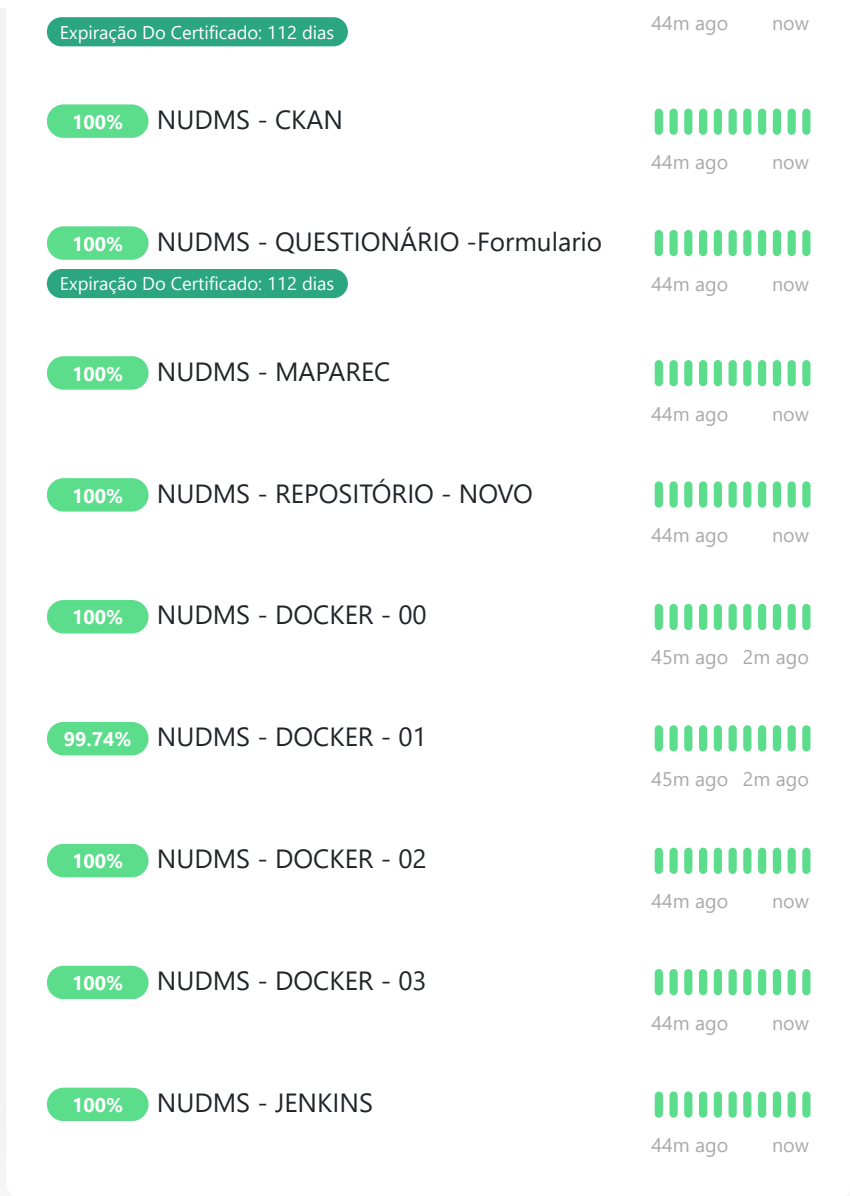 Expiração Do Certificado: 112 dias
44m ago now
100% NUDMS - CKAN
44m ago now
100% NUDMS - QUESTIONÁRIO -Formulario
Expiração Do Certificado: 112 dias
44m ago now
100% NUDMS - MAPAREC
44m ago now
100% NUDMS - REPOSITÓRIO - NOVO
44m ago now
100% NUDMS - DOCKER - 00
45m ago 2m ago
99.74% NUDMS - DOCKER - 01
45m ago 2m ago
100% NUDMS - DOCKER - 02
44m ago now
100% NUDMS - DOCKER - 03
44m ago now
100% NUDMS - JENKINS
44m ago now